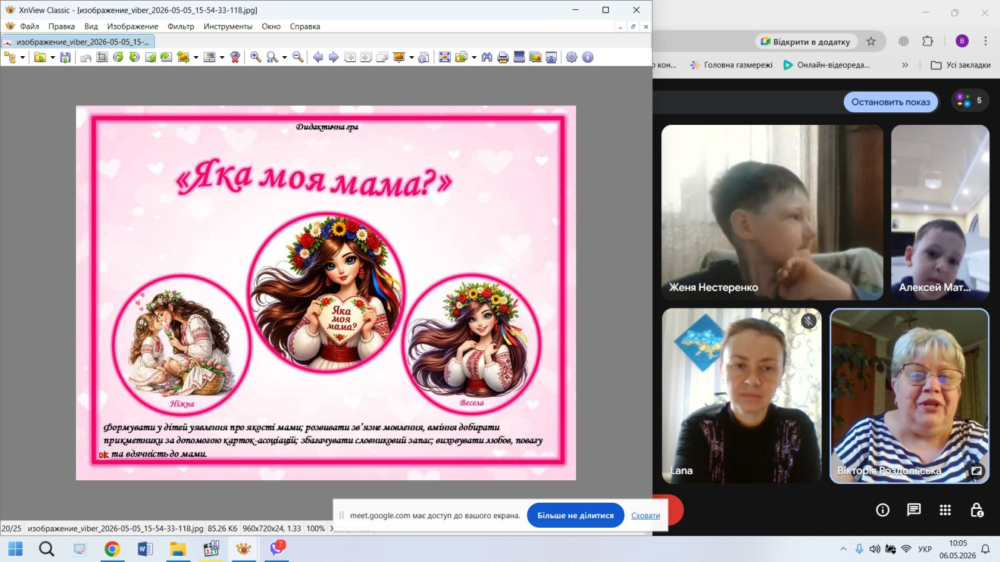 XnView Classic - [изображение_viber_2026-05-05_15-54-33-118.jpg]
Файл Правка Вид Изображение Фильтр Инструменты Окно Справка
изображение_viber_2026-05-05_15-...
Дидактична гра
«Яка моя мама?»
Яка
моя
мама?
Ніжна
Весела
Формувати у дітей уявлення про якості мами; розвивати зв’язне мовлення, вміння добирати
прикметники за допомогою карток-асоціацій; збагачувати словниковий запас; виховувати любов, повагу
та вдячність до мами.
ОК
Відкрити в додатку
В
кон...
Головна газмережі
Онлайн-відеореда...
»
Усі закладки
Остановить показ
5
Женя Нестеренко
Алексей Мат...
Lana
Вікторія Роздольська
meet.google.com має доступ до вашого екрана.
Більше не ділитися
Сховати
20/25
изображение_viber_2026-05-05_15-54-33-118.jpg
85.26 Кб
960x720x24, 1.33
100%
7
УКР
10:05
06.05.2026